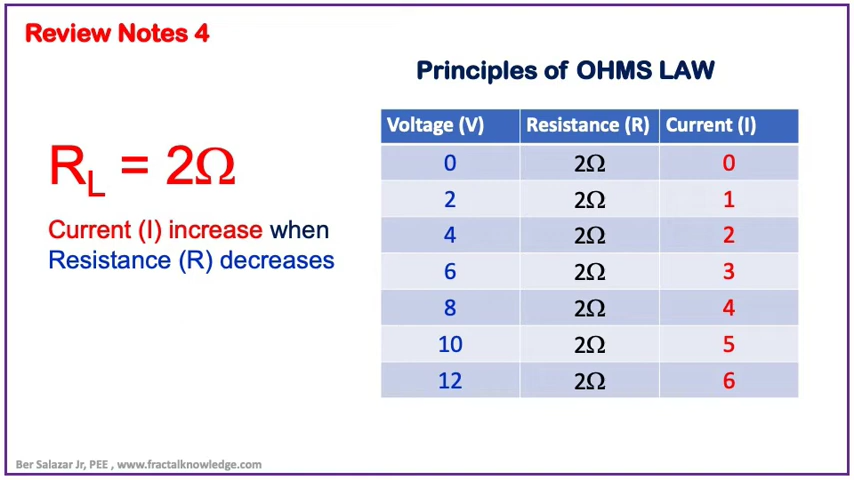 Review Notes 4
Principles of OHMS LAW
R_L = 2Ω
Current (I) increase when
Resistance (R) decreases
Voltage (V) Resistance (R) Current (I)
0 2Ω 0
2 2Ω 1
4 2Ω 2
6 2Ω 3
8 2Ω 4
10 2Ω 5
12 2Ω 6
Ber Salazar Jr, PEE , www.fractalknowledge.com